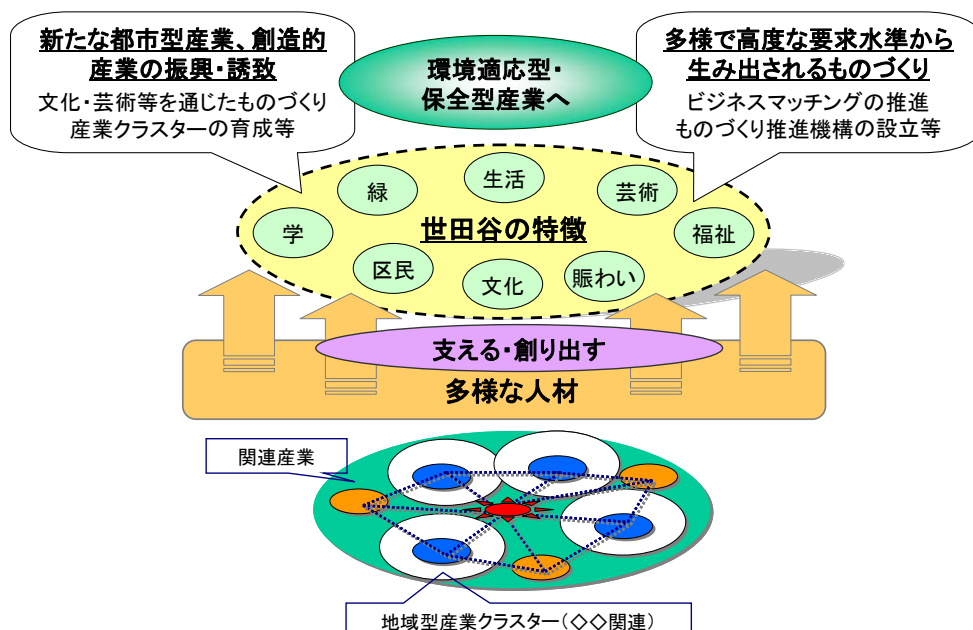 新たな都市型産業、創造的
産業の振興・誘致
文化・芸術等を通じたものづくり
産業クラスターの育成等
環境適応型・
保全型産業へ
多様で高度な要求水準から
生み出されるものづくり
ビジネスマッチングの推進
ものづくり推進機構の設立等
学
緑
生活
芸術
福祉
世田谷の特徴
区民
文化
賑わい
支える・創り出す
多様な人材
関連産業
地域型産業クラスター(◇◇関連)